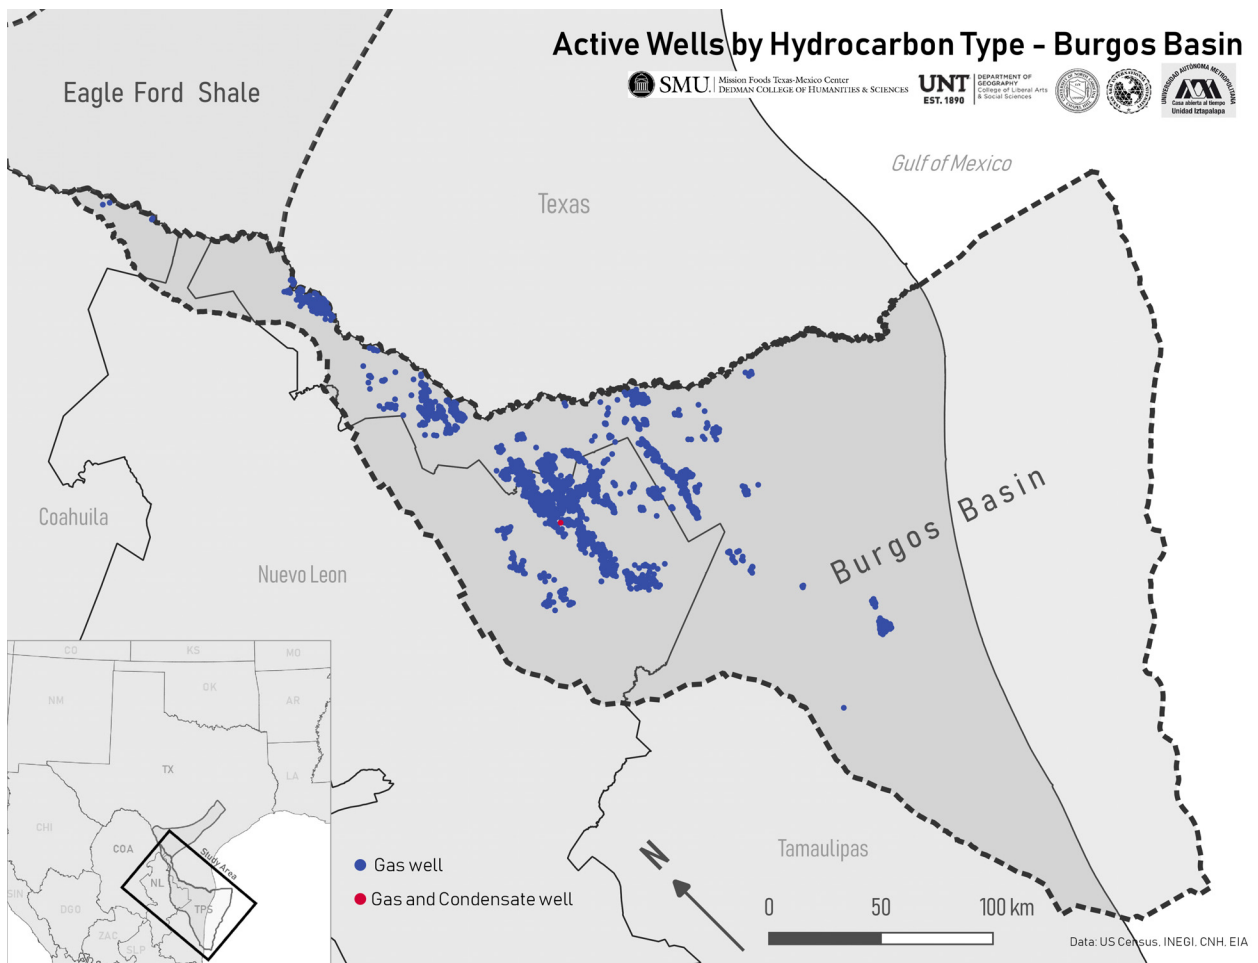 Active Wells by Hydrocarbon Type - Burgos Basin
SMU.
Mission Foods Texas-Mexico Center
DEDMAN COLLEGE OF HUMANITIES & SCIENCES
UNT
EST. 1890
DEPARTMENT OF
GEOGRAPHY
College of Liberal Arts
& Social Sciences
UNIVERSIDAD AUTÓNOMA METROPOLITANA
Casa abierta al tiempo
Unidad Iztapalapa
Eagle Ford Shale
Gulf of Mexico
Texas
Burgos Basin
Coahuila
Nuevo Leon
Tamaulipas
CO
KS
MO
NM
OK
AR
TX
LA
CHI
COA
Study Area
NL
SIN
DGO
TPS
ZAC
SLP
Gas well
Gas and Condensate well
N
0 50 100 km
Data: US Census, INEGI, CNH, EIA